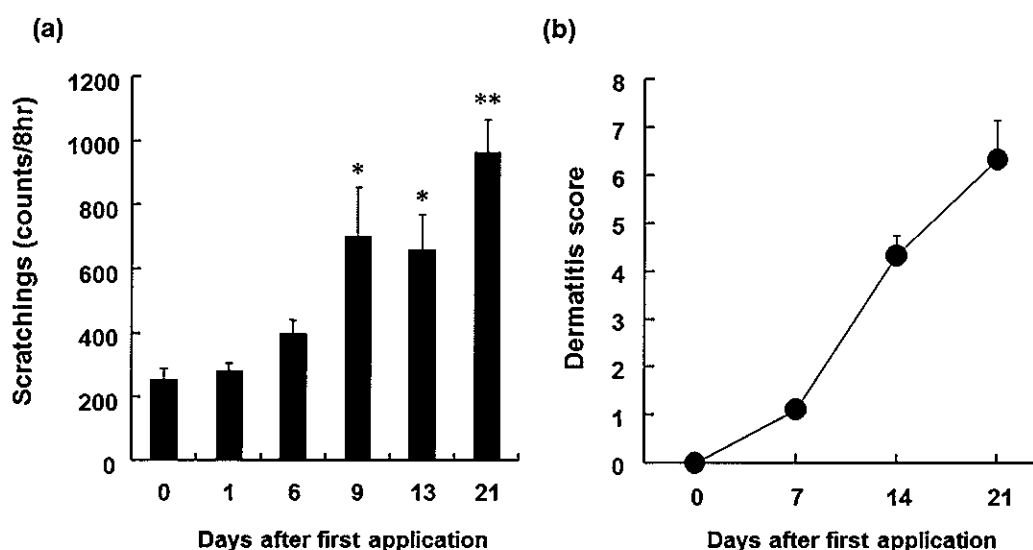 (a)
Scratchings (counts/8hr)
1200
1000
800
600
400
200
0
*
*
**
0 1 6 9 13 21
Days after first application
(b)
Dermatitis score
8
7
6
5
4
3
2
1
0
0 7 14 21
Days after first application